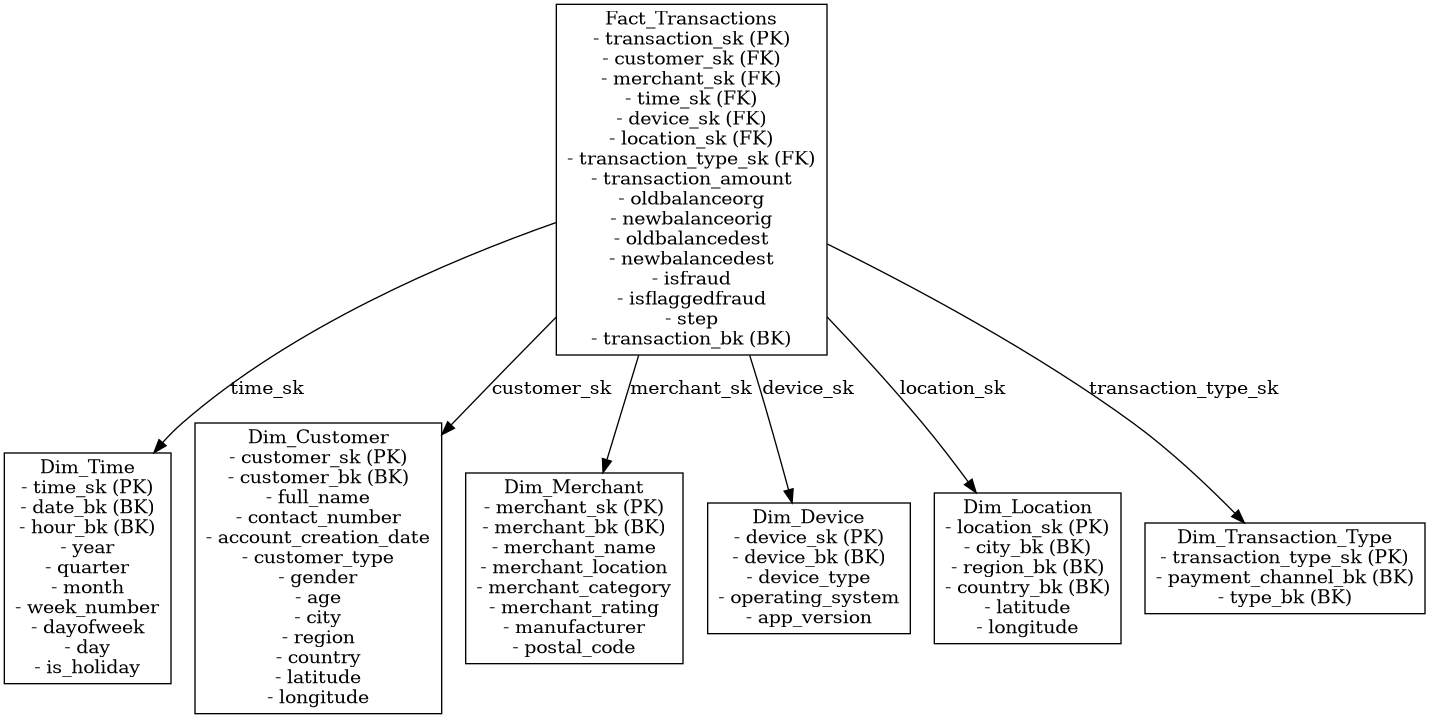 Fact_Transactions
- transaction_sk (PK)
- customer_sk (FK)
- merchant_sk (FK)
- time_sk (FK)
- device_sk (FK)
- location_sk (FK)
- transaction_type_sk (FK)
- transaction_amount
- oldbalanceorg
- newbalanceorig
- oldbalancedest
- newbalancedest
- isfraud
- isflaggedfraud
- step
- transaction_bk (BK)
time_sk
customer_sk
merchant_sk
device_sk
location_sk
transaction_type_sk
Dim_Time
- time_sk (PK)
- date_bk (BK)
- hour_bk (BK)
- year
- quarter
- month
- week_number
- dayofweek
- day
- is_holiday
Dim_Customer
- customer_sk (PK)
- customer_bk (BK)
- full_name
- contact_number
- account_creation_date
- customer_type
- gender
- age
- city
- region
- country
- latitude
- longitude
Dim_Merchant
- merchant_sk (PK)
- merchant_bk (BK)
- merchant_name
- merchant_location
- merchant_category
- merchant_rating
- manufacturer
- postal_code
Dim_Device
- device_sk (PK)
- device_bk (BK)
- device_type
- operating_system
- app_version
Dim_Location
- location_sk (PK)
- city_bk (BK)
- region_bk (BK)
- country_bk (BK)
- latitude
- longitude
Dim_Transaction_Type
- transaction_type_sk (PK)
- payment_channel_bk (BK)
- type_bk (BK)